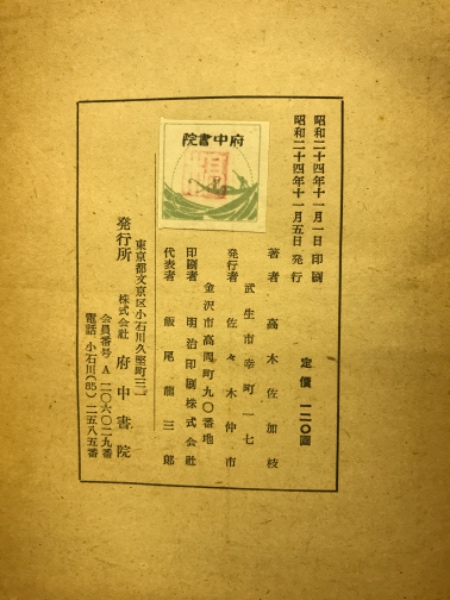 昭和二十四年十一月一日 印刷
昭和二十四年十一月五日 発行
定價 一二〇圓
著者 高木佐加枝
武生市幸町一七
発行者 佐々木仲市
金沢市高岡町九〇番地
印刷者 明治印刷株式会社
代表者 飯尾龍三郎
東京都文京区小石川久堅町三一
発行所 株式会社 府中書院
会員番号 A 二〇六〇二九
電話 小石川(85) 二五八五番
府中書院